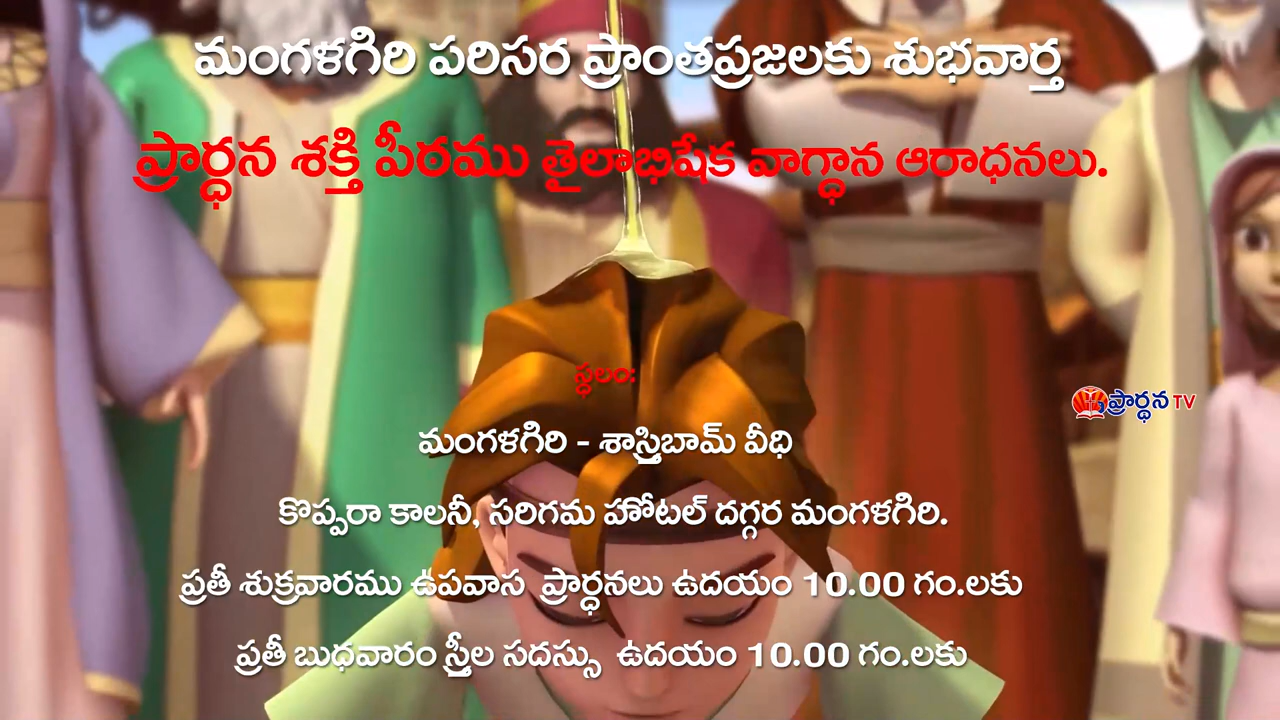 మంగళగిరి పరిసర ప్రాంతప్రజలకు శుభవార్త
ప్రార్ధన శక్తి పీఠము తైలాభిషేక వాగ్ధాన ఆరాధనలు.
స్ధలం:
మంగళగిరి - శాస్త్రిబామ్ వీధి
కొప్పరా కాలనీ, సరిగమ హోటల్ దగ్గర మంగళగిరి.
ప్రతీ శుక్రవారము ఉపవాస ప్రార్ధనలు ఉదయం 10.00 గం.లకు
ప్రతీ బుధవారం స్త్రీల సదస్సు ఉదయం 10.00 గం.లకు
ప్రార్ధన TV